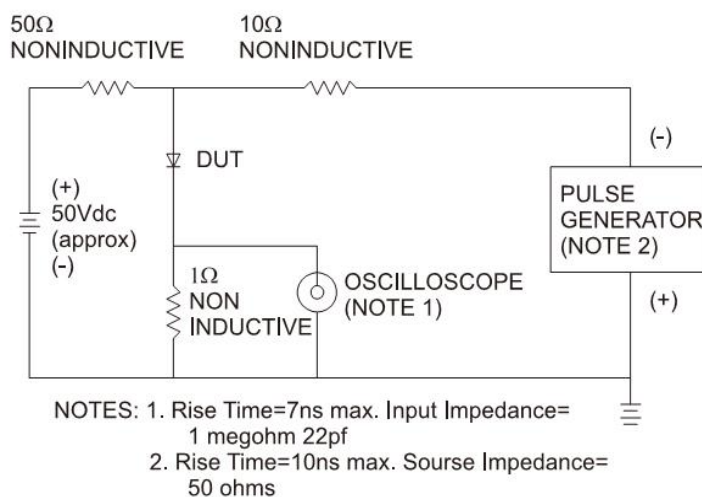 50Ω
NONINDUCTIVE
10Ω
NONINDUCTIVE
DUT
(+)
50Vdc
(approx)
(-)
1Ω
NON
INDUCTIVE
OSCILLOSCOPE
(NOTE 1)
(-)
PULSE
GENERATOR
(NOTE 2)
(+)
NOTES: 1. Rise Time=7ns max. Input Impedance=
1 megohm 22pf
2. Rise Time=10ns max. Sourse Impedance=
50 ohms